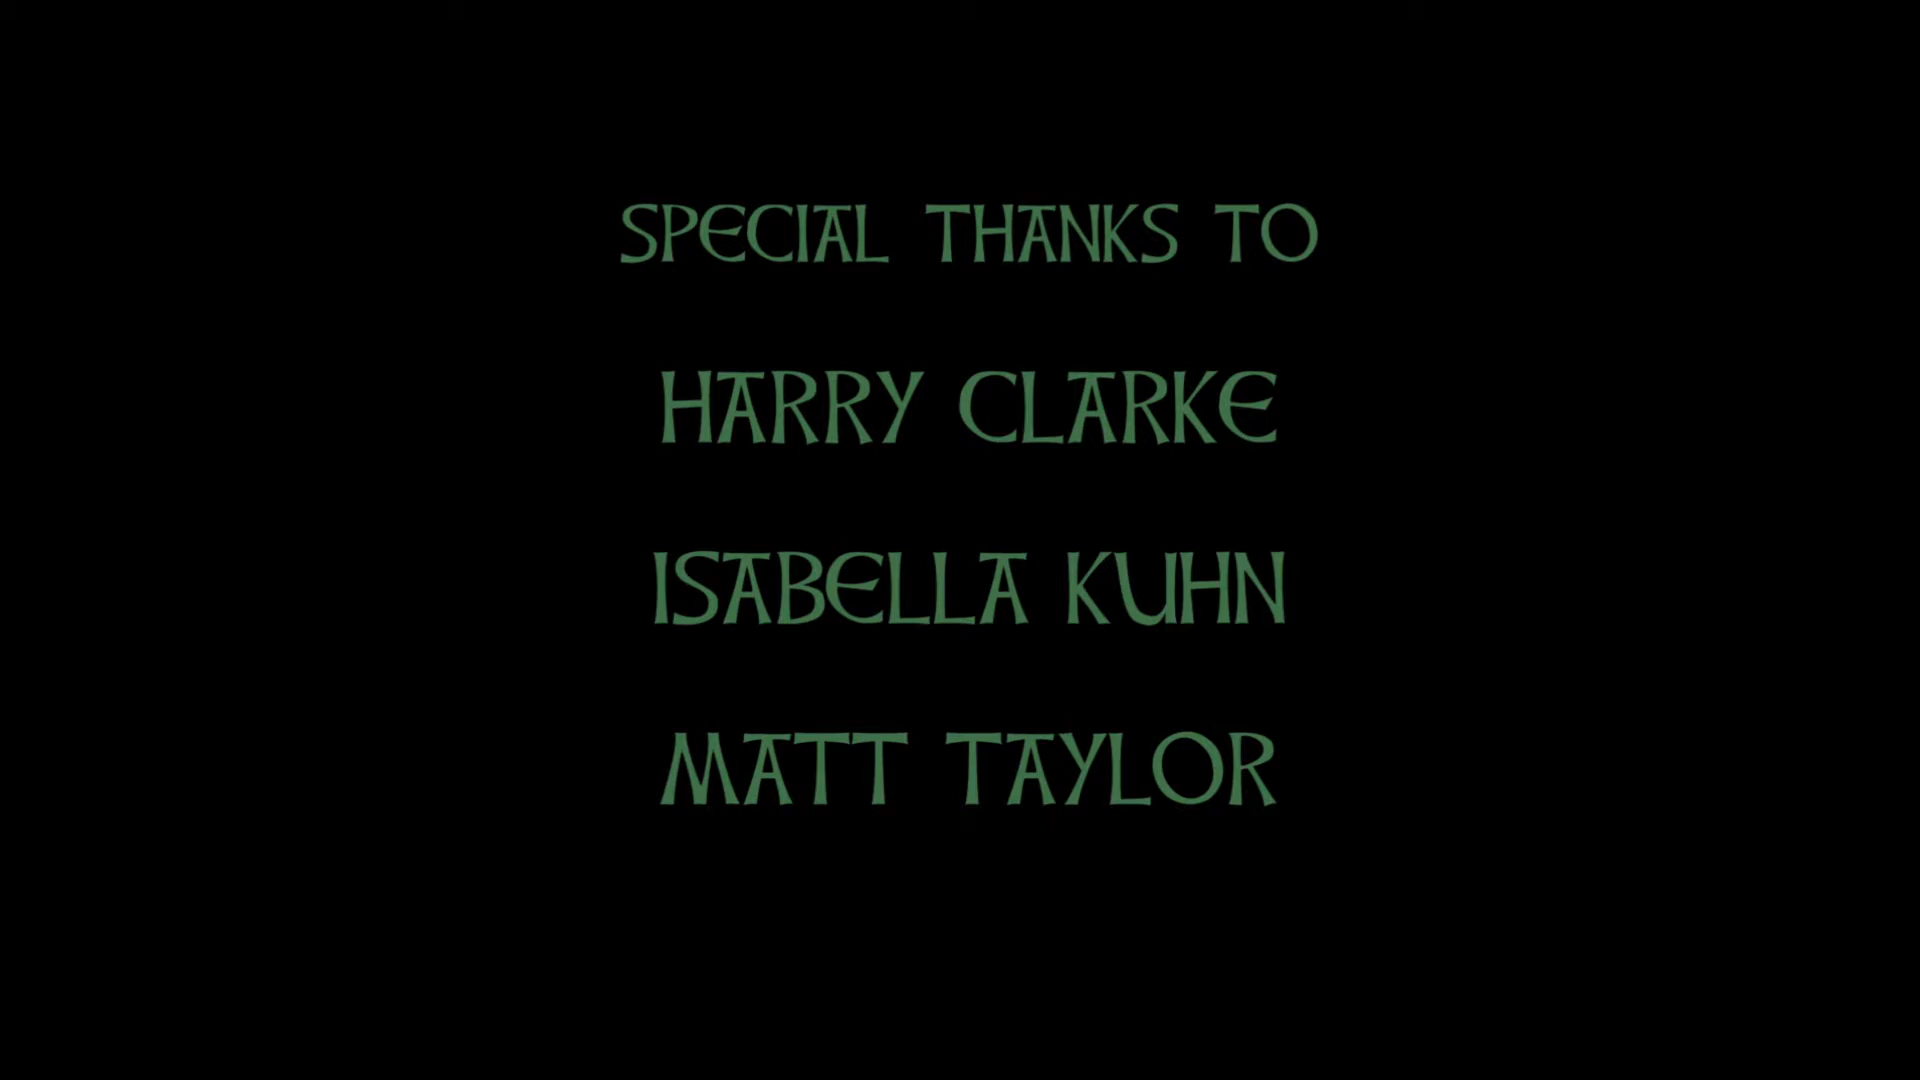 SPECIAL THANKS TO
HARRY CLARKE
ISABELLA KUHN
MATT TAYLOR